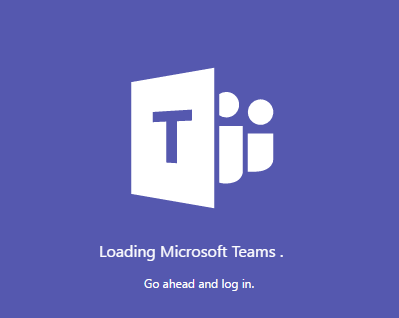 T
Loading Microsoft Teams .
Go ahead and log in.